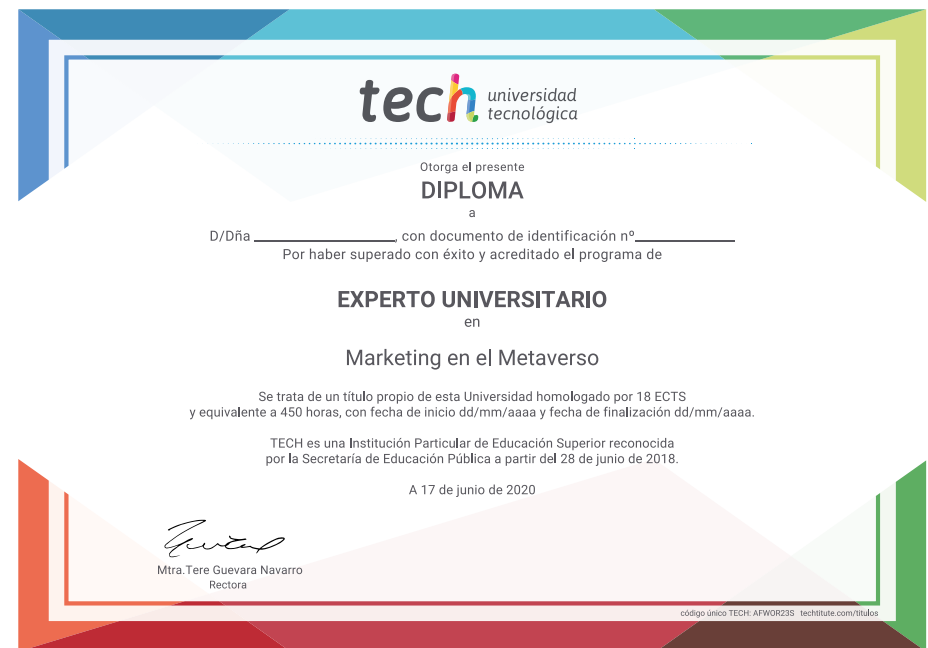 tech universidad
tecnológica
Otorga el presente
DIPLOMA
a
D/Dña ______________, con documento de identificación nº__________
Por haber superado con éxito y acreditado el programa de
EXPERTO UNIVERSITARIO
en
Marketing en el Metaverso
Se trata de un título propio de esta Universidad homologado por 18 ECTS
y equivalente a 450 horas, con fecha de inicio dd/mm/aaaa y fecha de finalización dd/mm/aaaa.
TECH es una Institución Particular de Educación Superior reconocida
por la Secretaría de Educación Pública a partir del 28 de junio de 2018.
A 17 de junio de 2020
Mtra.Tere Guevara Navarro
Rectora
código único TECH: AFWOR23S techtitute.com/titulos